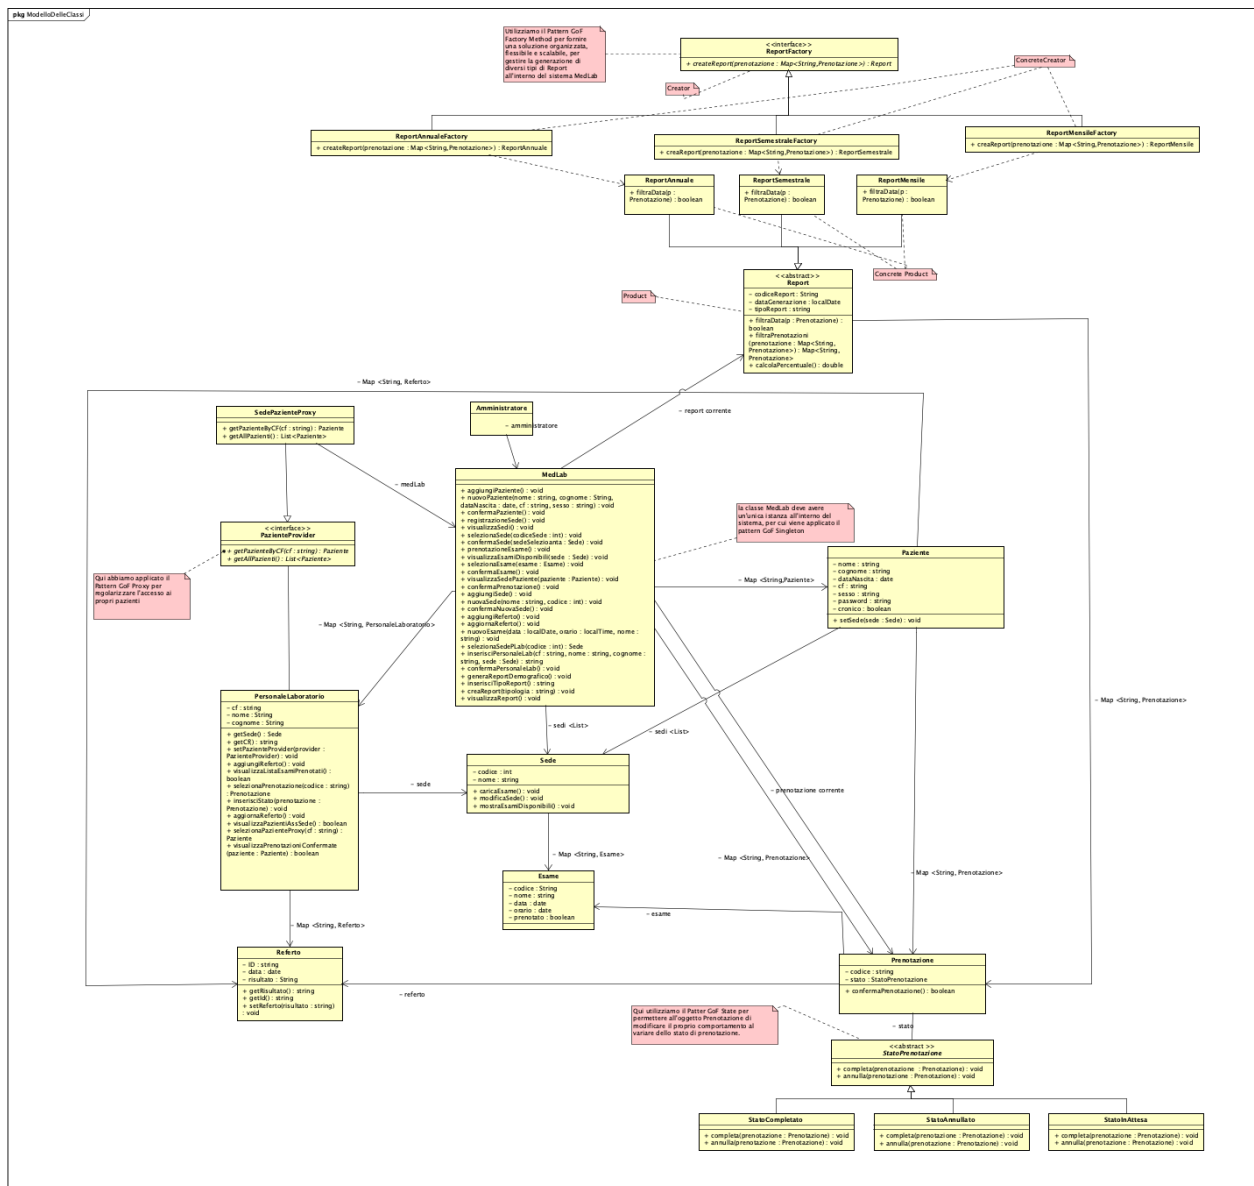 pkg ModelloDelleClassi
Utilizziamo il Pattern GoF
Factory Method per fornire
una soluzione organizzata,
flessibile e scalabile, per
gestire la generazione di
diversi tipi di Report
all'interno del sistema MedLab
<<interface>>
ReportFactory
+ createReport(prenotazione : Map<String,Prenotazione>) : Report
Creator
ConcreteCreator
ReportAnnualeFactory
+ createReport(prenotazione : Map<String,Prenotazione>) : ReportAnnuale
ReportSemestraleFactory
+ creaReport(prenotazione : Map<String,Prenotazione>) : ReportSemestrale
ReportMensileFactory
+ creaReport(prenotazione : Map<String,Prenotazione>) : ReportMensile
ReportAnnuale
+ filtraData(p :
Prenotazione) : boolean
ReportSemestrale
+ filtraData(p :
Prenotazione) : boolean
ReportMensile
+ filtraData(p :
Prenotazione) : boolean
Concrete Product
Product
<<abstract>>
Report
- codiceReport : String
- dataGenerazione : localDate
- tipoReport : string
+ filtraData(p : Prenotazione) :
boolean
+ filtraPrenotazioni
(prenotazione : Map<String,
Prenotazione>) : Map<String,
Prenotazione>
+ calcolaPercentuale() : double
- Map <String, Referto>
- report corrente
SedePazienteProxy
+ getPazienteByCF(cf : string) : Paziente
+ getAllPazienti() : List<Paziente>
Amministratore
- amministratore
- medLab
<<interface>>
PazienteProvider
+ getPazienteByCF(cf : string) : Paziente
+ getAllPazienti() : List<Paziente>
Qui abbiamo applicato il
Pattern GoF Proxy per
regolarizzare l'accesso ai
propri pazienti
- Map <String, PersonaleLaboratorio>
MedLab
+ aggiungiPaziente() : void
+ nuovoPaziente(nome : string, cognome : String,
dataNascita : date, cf : string, sesso : string) : void
+ confermaPaziente() : void
+ registrazioneSede() : void
+ visualizzaSedi() : void
+ selezionaSede(codiceSede : int) : void
+ confermaSede(sedeSelezioanta : Sede) : void
+ prenotazioneEsame() : void
+ visualizzaEsamiDisponibili(sede : Sede) : void
+ selezionaEsame(esame : Esame) : void
+ confermaEsame() : void
+ visualizzaSedePaziente(paziente : Paziente) : void
+ confermaPrenotazione() : void
+ aggiungiSede() : void
+ nuovaSede(nome : string, codice : int) : void
+ confermaNuovaSede() : void
+ aggiungiReferto() : void
+ aggiornaReferto() : void
+ nuovoEsame(data : localDate, orario : localTime, nome :
string) : void
+ selezionaSedePLab(codice : int) : Sede
+ inserisciPersonaleLab(cf : string, nome : string, cognome :
string, sede : Sede) : string
+ confermaPersonaleLab() : void
+ generaReportDemografico() : void
+ inserisciTipoReport() : string
+ creaReport(tipologia : string) : void
+ visualizzaReport() : void
la classe MedLab deve avere
un'unica istanza all'interno del
sistema, per cui viene applicato il
pattern GoF Singleton
- Map <String,Paziente>
Paziente
- nome : string
- cognome : string
- dataNascita : date
- cf : string
- sesso : string
- password : string
- cronico : boolean
+ setSede(sede : Sede) : void
PersonaleLaboratorio
- cf : string
- nome : String
- cognome : String
+ getSede() : Sede
+ getCR() : string
+ setPazienteProvider(provider :
PazienteProvider) : void
+ aggiungiReferto() : void
+ visualizzaListaEsamiPrenotati() :
boolean
+ selezionaPrenotazione(codice : string)
: Prenotazione
+ inserisciStato(prenotazione :
Prenotazione) : void
+ aggiornaReferto() : void
+ visualizzaPazientiAssSede() : boolean
+ selezionaPazienteProxy(cf : string) :
Paziente
+ visualizzaPrenotazioniConfermate
(paziente : Paziente) : boolean
- Map <String, Prenotazione>
- sedi <List>
- sedi <List>
Sede
- codice : int
- nome : string
+ caricaEsame() : void
+ modificaSede() : void
+ mostraEsamiDisponibili() : void
- sede
- prenotazione corrente
- Map <String, Esame>
- Map <String, Prenotazione>
- Map <String, Prenotazione>
Esame
- codice : String
- nome : string
- data : date
- orario : date
- prenotato : boolean
- esame
- Map <String, Referto>
Referto
- ID : string
- data : date
- risultato : String
+ getRisultato() : string
+ getId() : string
+ setReferto(risultato : string)
: void
- referto
Prenotazione
- codice : string
- stato : StatoPrenotazione
+ confermaPrenotazione() : boolean
Qui utilizziamo il Patter GoF State per
permettere all'oggetto Prenotazione di
modificare il proprio comportamento al
variare dello stato di prenotazione.
- stato
<<abstract >>
StatoPrenotazione
+ completa(prenotazione : Prenotazione) : void
+ annulla(prenotazione : Prenotazione) : void
StatoCompletato
+ completa(prenotazione : Prenotazione) : void
+ annulla(prenotazione : Prenotazione) : void
StatoAnnullato
+ completa(prenotazione : Prenotazione) : void
+ annulla(prenotazione : Prenotazione) : void
StatoInAttesa
+ completa(prenotazione : Prenotazione) : void
+ annulla(prenotazione : Prenotazione) : void